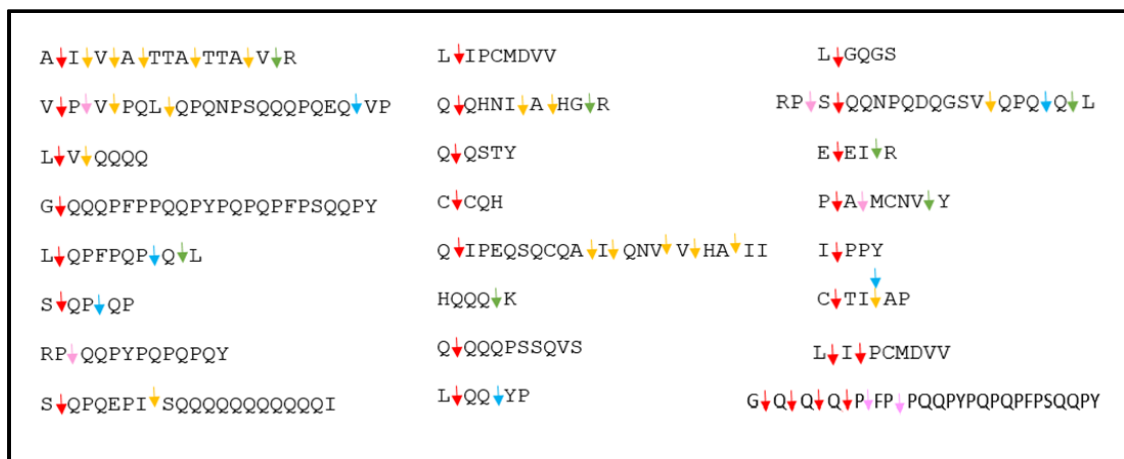 AIVATTATTAVR
VPVPQLQPQNPSQQQPQEQVP
LVQQQQ
GQQQPFPPQQPYPQPQPFPSQQPY
LQPFPQPQL
SQPQP
RPQQPYPQPQPQY
SQPQEPISQQQQQQQQQQQI
LIPCMDVV
QQHNIAHGR
QQSTY
CCQH
QIPEQSQCQAIQNVVHAII
HQQQK
QQQQPSSQVS
LQQYP
LGQGS
RPSQQNPQDQGSVQPQQL
EEIR
PAMCNVY
IPPY
CTIAP
LIPCMDVV
GQQQPFPPQQPYPQPQPFPSQQPY